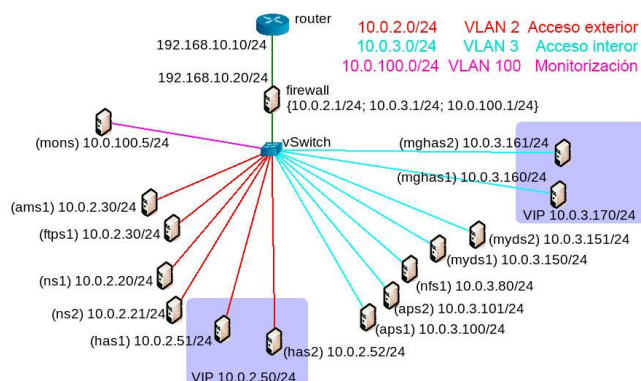 router
10.0.2.0/24 VLAN 2 Acceso exterior
10.0.3.0/24 VLAN 3 Acceso interor
10.0.100.0/24 VLAN 100 Monitorización
192.168.10.10/24
192.168.10.20/24
firewall
{10.0.2.1/24; 10.0.3.1/24; 10.0.100.1/24}
vSwitch
(mons) 10.0.100.5/24
(mghas2) 10.0.3.161/24
(mghas1) 10.0.3.160/24
VIP 10.0.3.170/24
(ams1) 10.0.2.30/24
(ftps1) 10.0.2.30/24
(myds2) 10.0.3.151/24
(myds1) 10.0.3.150/24
(ns1) 10.0.2.20/24
(nfs1) 10.0.3.80/24
(ns2) 10.0.2.21/24
(aps2) 10.0.3.101/24
(aps1) 10.0.3.100/24
(has1) 10.0.2.51/24
(has2) 10.0.2.52/24
VIP 10.0.2.50/24